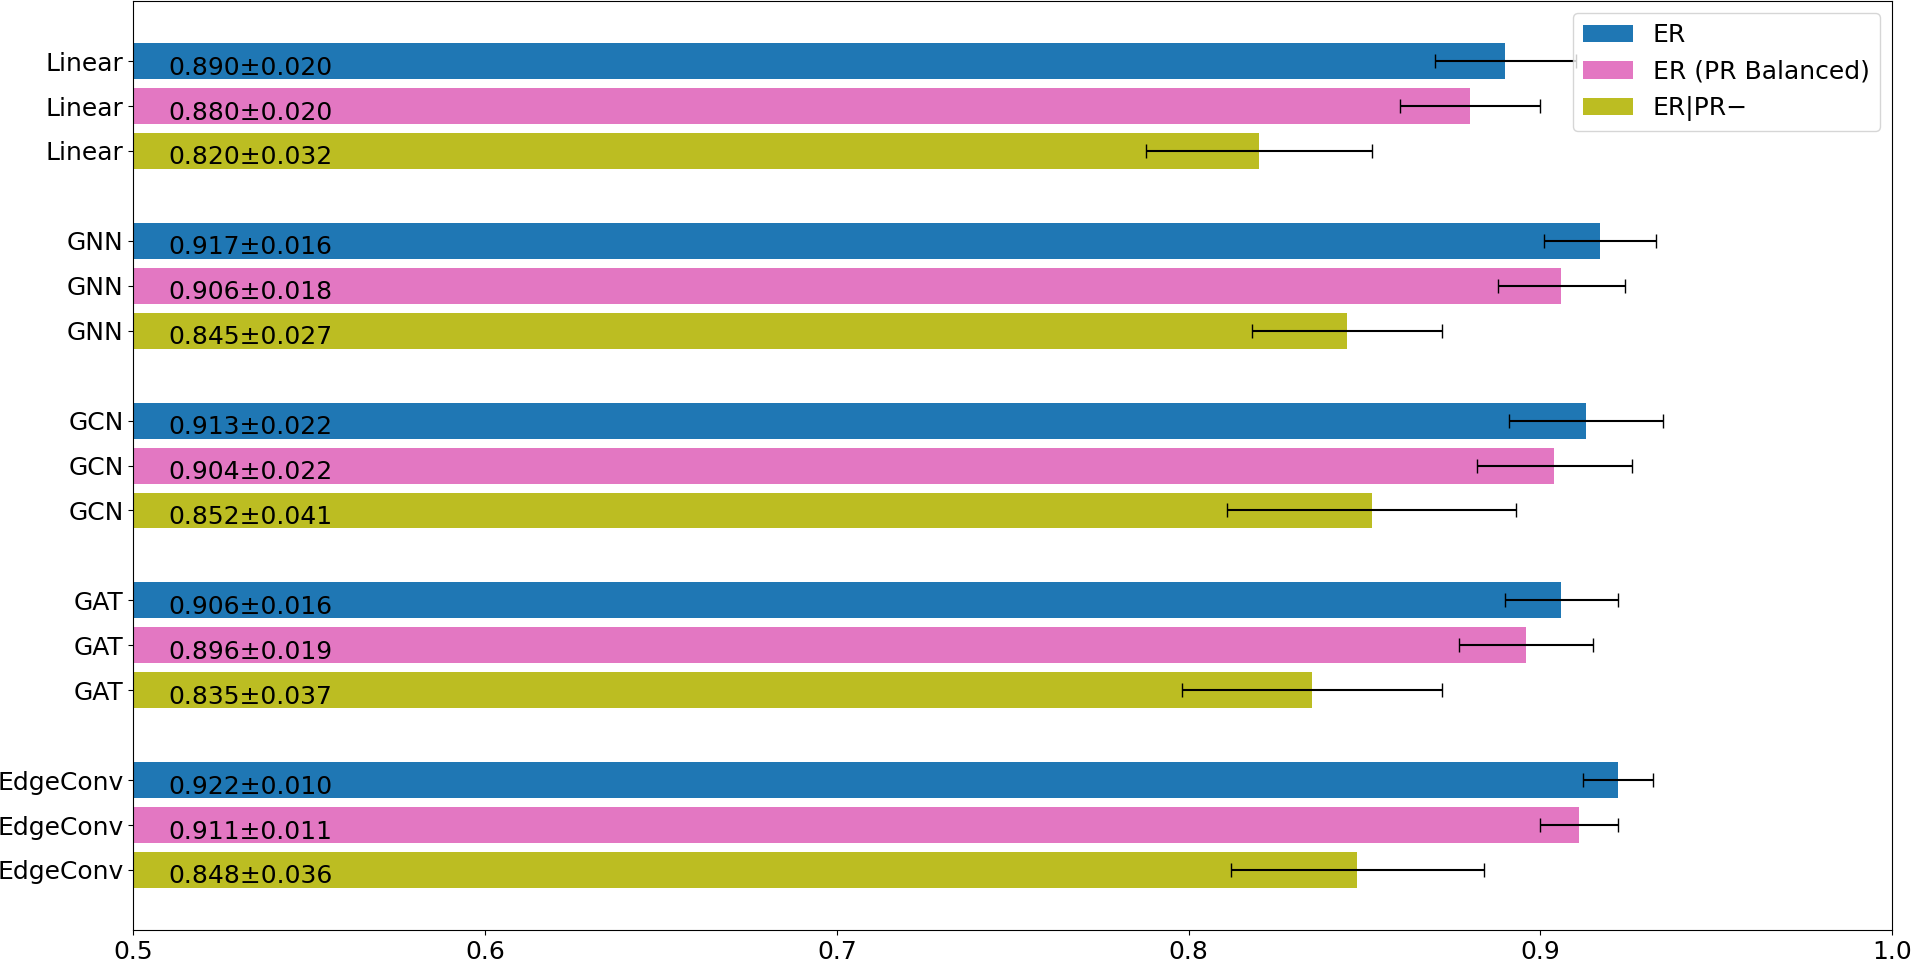 ER
ER (PR Balanced)
ER|PR−
Linear 0.890±0.020
Linear 0.880±0.020
Linear 0.820±0.032
GNN 0.917±0.016
GNN 0.906±0.018
GNN 0.845±0.027
GCN 0.913±0.022
GCN 0.904±0.022
GCN 0.852±0.041
GAT 0.906±0.016
GAT 0.896±0.019
GAT 0.835±0.037
EdgeConv 0.922±0.010
EdgeConv 0.911±0.011
EdgeConv 0.848±0.036
0.5 0.6 0.7 0.8 0.9 1.0